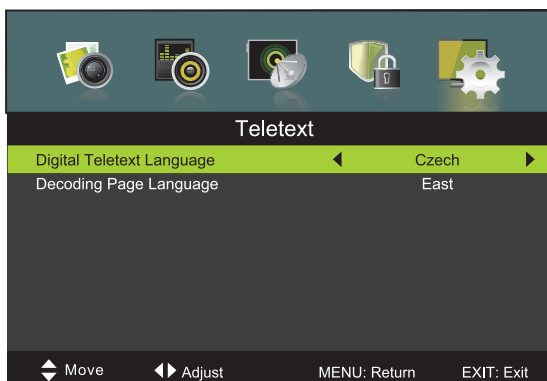 Teletext
Digital Teletext Language Czech
Decoding Page Language East
Move Adjust MENU: Return EXIT: Exit